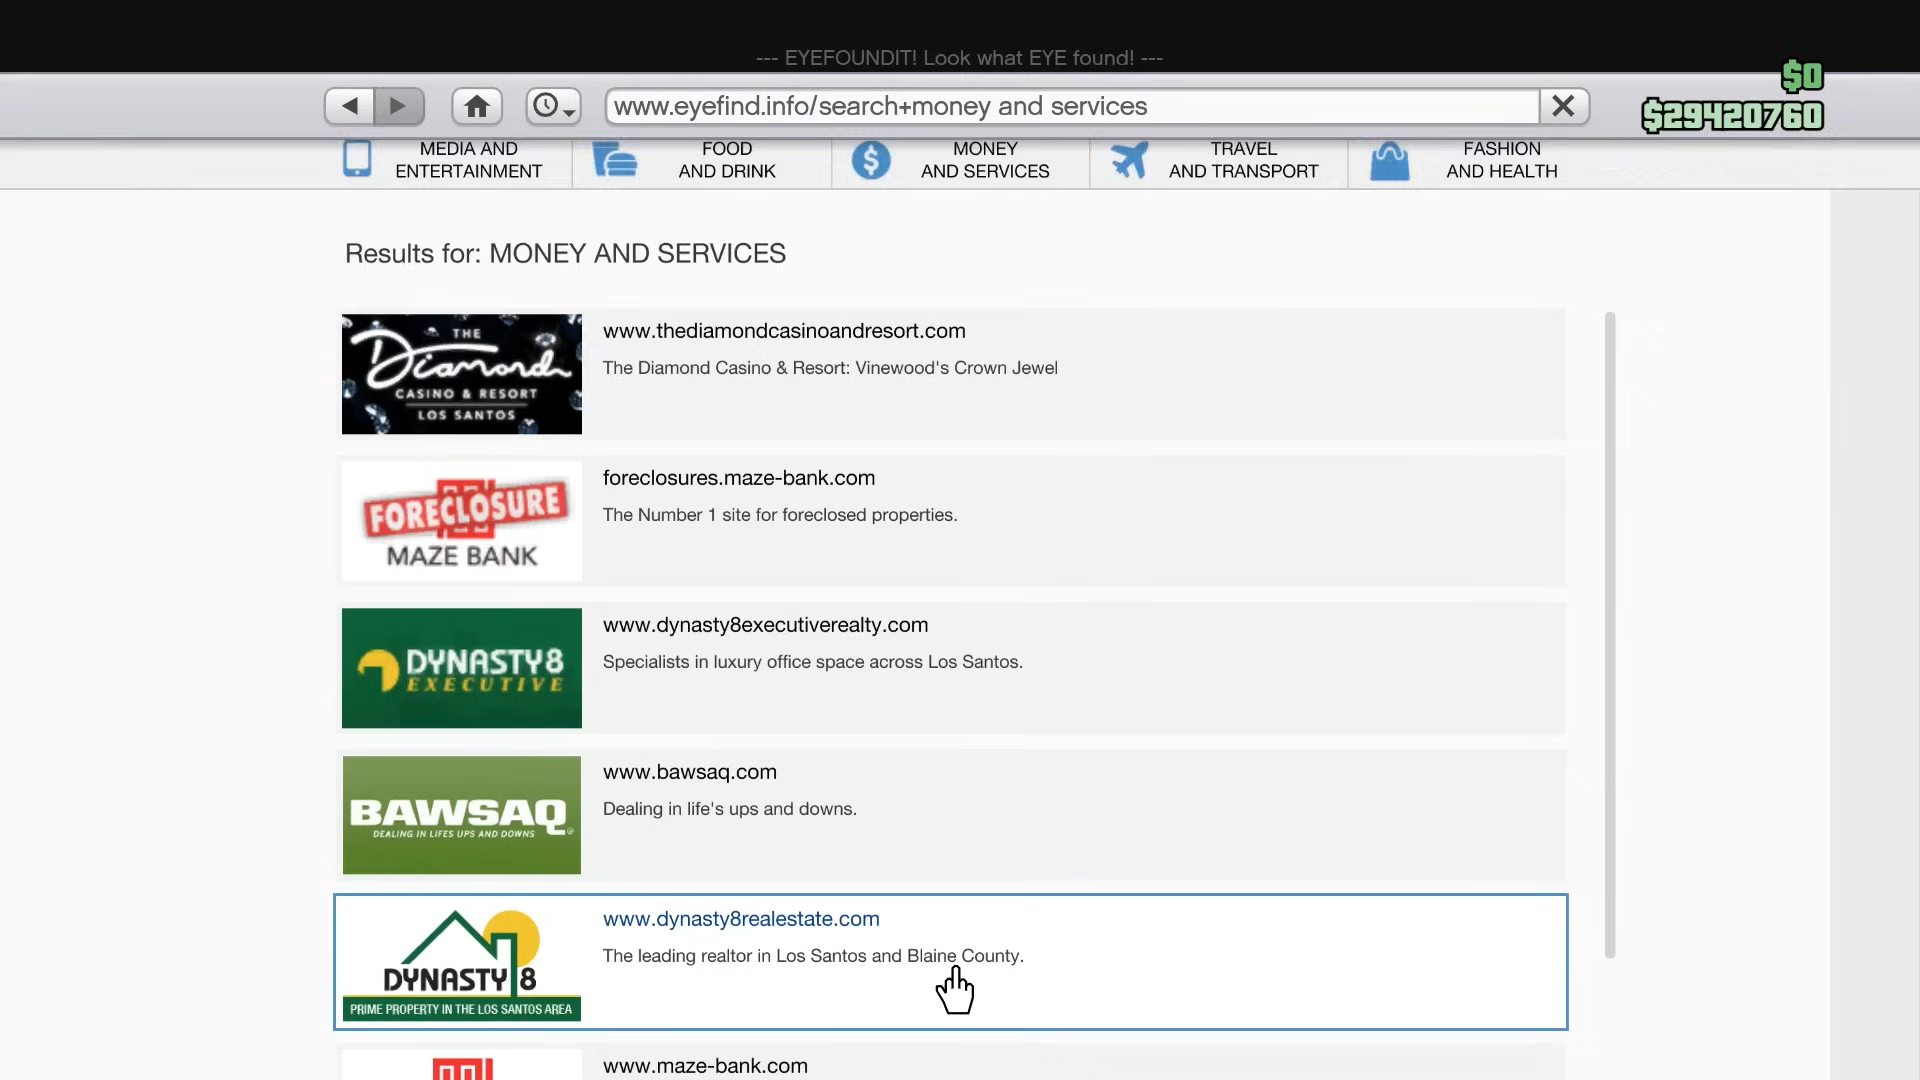 --- EYEFOUNDIT! Look what EYE found! ---
$0
www.eyefind.info/search+money and services
$29420760
MEDIA AND
ENTERTAINMENT
FOOD
AND DRINK
MONEY
AND SERVICES
TRAVEL
AND TRANSPORT
FASHION
AND HEALTH
Results for: MONEY AND SERVICES
THE
Diamond
CASINO & RESORT
LOS SANTOS
www.thediamondcasinoandresort.com
The Diamond Casino & Resort: Vinewood's Crown Jewel
FORECLOSURE
MAZE BANK
foreclosures.maze-bank.com
The Number 1 site for foreclosed properties.
DYNASTY8
EXECUTIVE
www.dynasty8executiverealty.com
Specialists in luxury office space across Los Santos.
BAWSAQ
DEALING IN LIFES UPS AND DOWNS
www.bawsaq.com
Dealing in life's ups and downs.
DYNASTY 8
PRIME PROPERTY IN THE LOS SANTOS AREA
www.dynasty8realestate.com
The leading realtor in Los Santos and Blaine County.
www.maze-bank.com